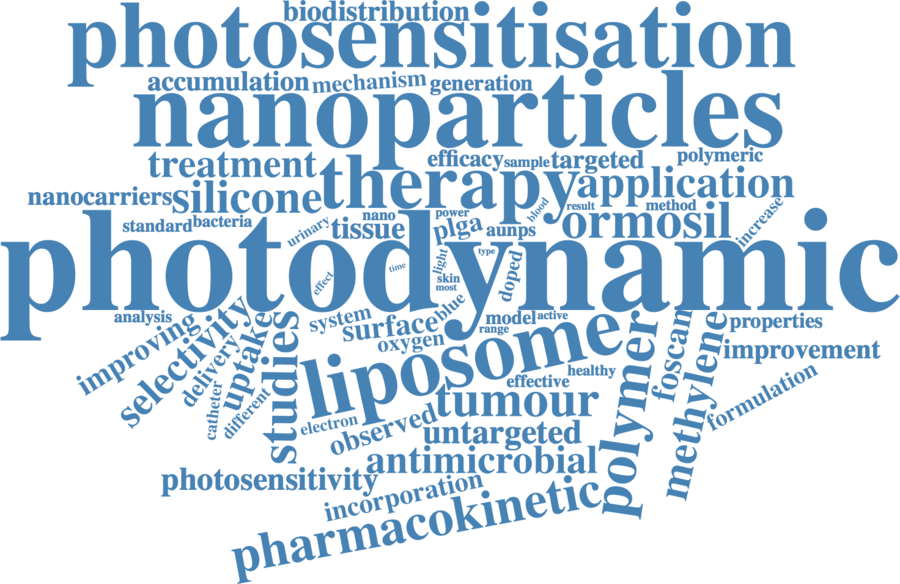 biodistribution
photosensitisation
accumulation mechanism generation
nanoparticles
treatment efficacy sample targeted polymeric
nanocarriers silicone therapy application
standard bacteria urinary nano tissue power plga aunps blood result ormosil method increase
photodynamic
effect time light skin most type doped
analysis system surface oxygen blue model active range properties
improving selectivity delivery uptake catheter different studies
liposome
effective healthy polymer foscan methylene improvement formulation
electron observed tumour
untargeted
photosensitivity antimicrobial
incorporation
pharmacokinetic